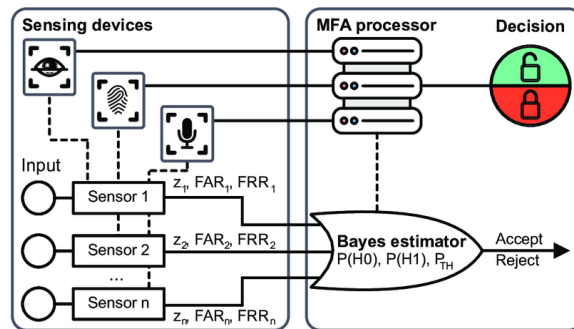 Sensing devices
MFA processor
Decision
Input
Sensor 1
z1, FAR1, FRR1
Sensor 2
z2, FAR2, FRR2
...
Sensor n
zn, FARn, FRRn
Bayes estimator
P(H0), P(H1), PTH
Accept
Reject